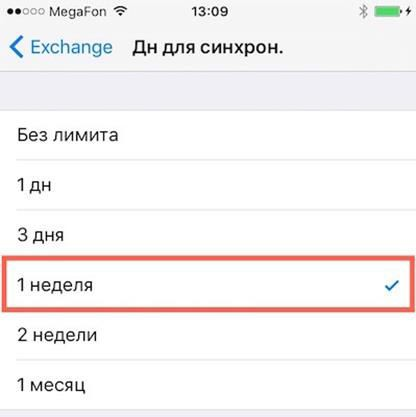 MegaFon 13:09
Exchange Дн для синхрон.
Без лимита
1 дн
3 дня
1 неделя
2 недели
1 месяц